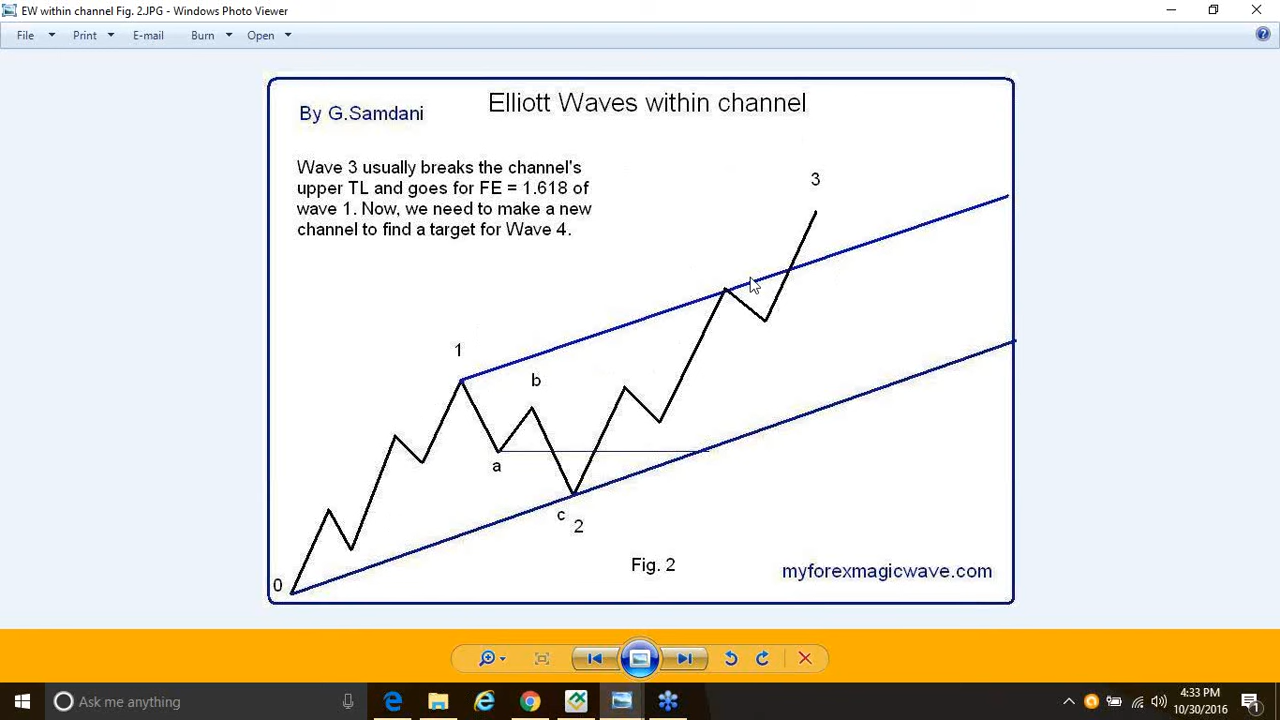 EW within channel Fig. 2.JPG - Windows Photo Viewer
File Print E-mail Burn Open
By G.Samdani
Elliott Waves within channel
Wave 3 usually breaks the channel's
upper TL and goes for FE = 1.618 of
wave 1. Now, we need to make a new
channel to find a target for Wave 4.
3
1
b
a
c
2
0
Fig. 2
myforexmagicwave.com
Ask me anything
4:33 PM
10/30/2016